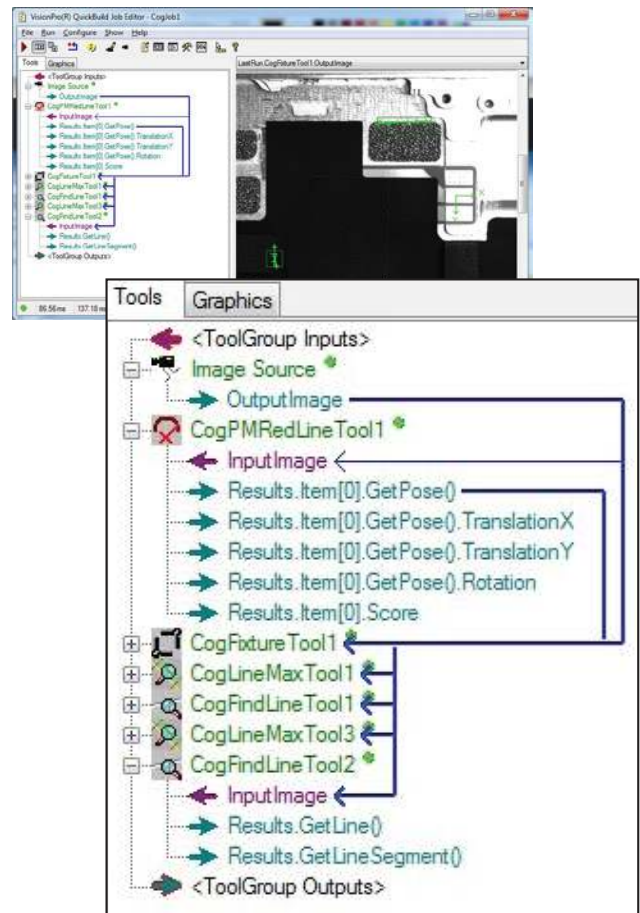 VisionPro(R) QuickBuild Job Editor - CogJob1
File Run Configure Show Help
Tools Graphics
LastRun.CogFixtureTool1.OutputImage
<ToolGroup Inputs>
Image Source
OutputImage
CogPMRedLineTool1
InputImage
Results.Item[0].GetPose()
Results.Item[0].GetPose().TranslationX
Results.Item[0].GetPose().TranslationY
Results.Item[0].GetPose().Rotation
Results.Item[0].Score
CogFixtureTool1
CogLineMaxTool1
CogFindLineTool1
CogLineMaxTool3
CogFindLineTool2
InputImage
Results.GetLine()
Results.GetLineSegment()
<ToolGroup Outputs>
86.56 ms 137.18 m
Tools Graphics
<ToolGroup Inputs>
Image Source
OutputImage
CogPMRedLineTool1
InputImage
Results.Item[0].GetPose()
Results.Item[0].GetPose().TranslationX
Results.Item[0].GetPose().TranslationY
Results.Item[0].GetPose().Rotation
Results.Item[0].Score
CogFixtureTool1
CogLineMaxTool1
CogFindLineTool1
CogLineMaxTool3
CogFindLineTool2
InputImage
Results.GetLine()
Results.GetLineSegment()
<ToolGroup Outputs>